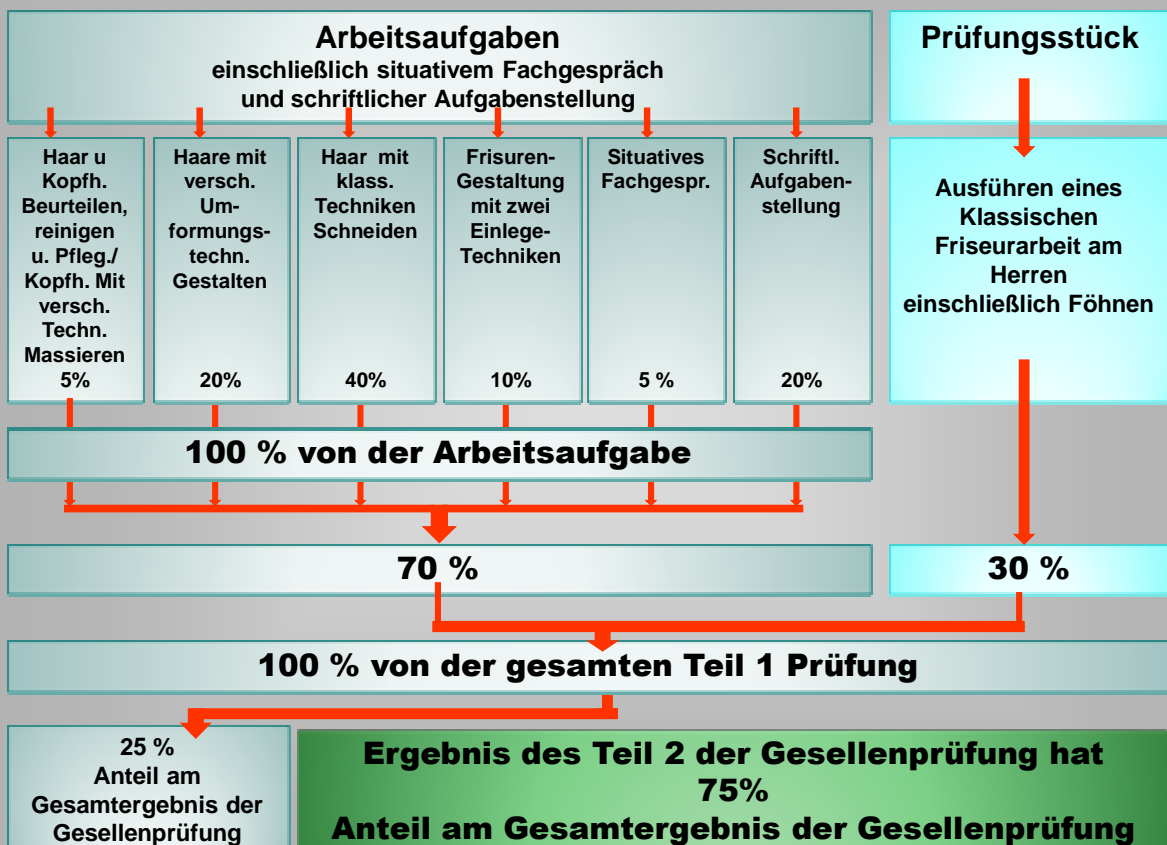 Arbeitsaufgaben
einschließlich situativem Fachgespräch
und schriftlicher Aufgabenstellung
Prüfungsstück
Haar u
Kopfh.
Beurteilen,
reinigen
u. Pfleg./
Kopfh. Mit
versch.
Techn.
Massieren
5%
Haare mit
versch.
Um-
formungs-
techn.
Gestalten
20%
Haar mit
klass.
Techniken
Schneiden
40%
Frisuren-
Gestaltung
mit zwei
Einlege-
Techniken
10%
Situatives
Fachgespr.
5 %
Schriftl.
Aufgaben-
stellung
20%
Ausführen eines
Klassischen
Friseurarbeit am
Herren
einschließlich Föhnen
100 % von der Arbeitsaufgabe
70 %
30 %
100 % von der gesamten Teil 1 Prüfung
25 %
Anteil am
Gesamtergebnis der
Gesellenprüfung
Ergebnis des Teil 2 der Gesellenprüfung hat
75%
Anteil am Gesamtergebnis der Gesellenprüfung